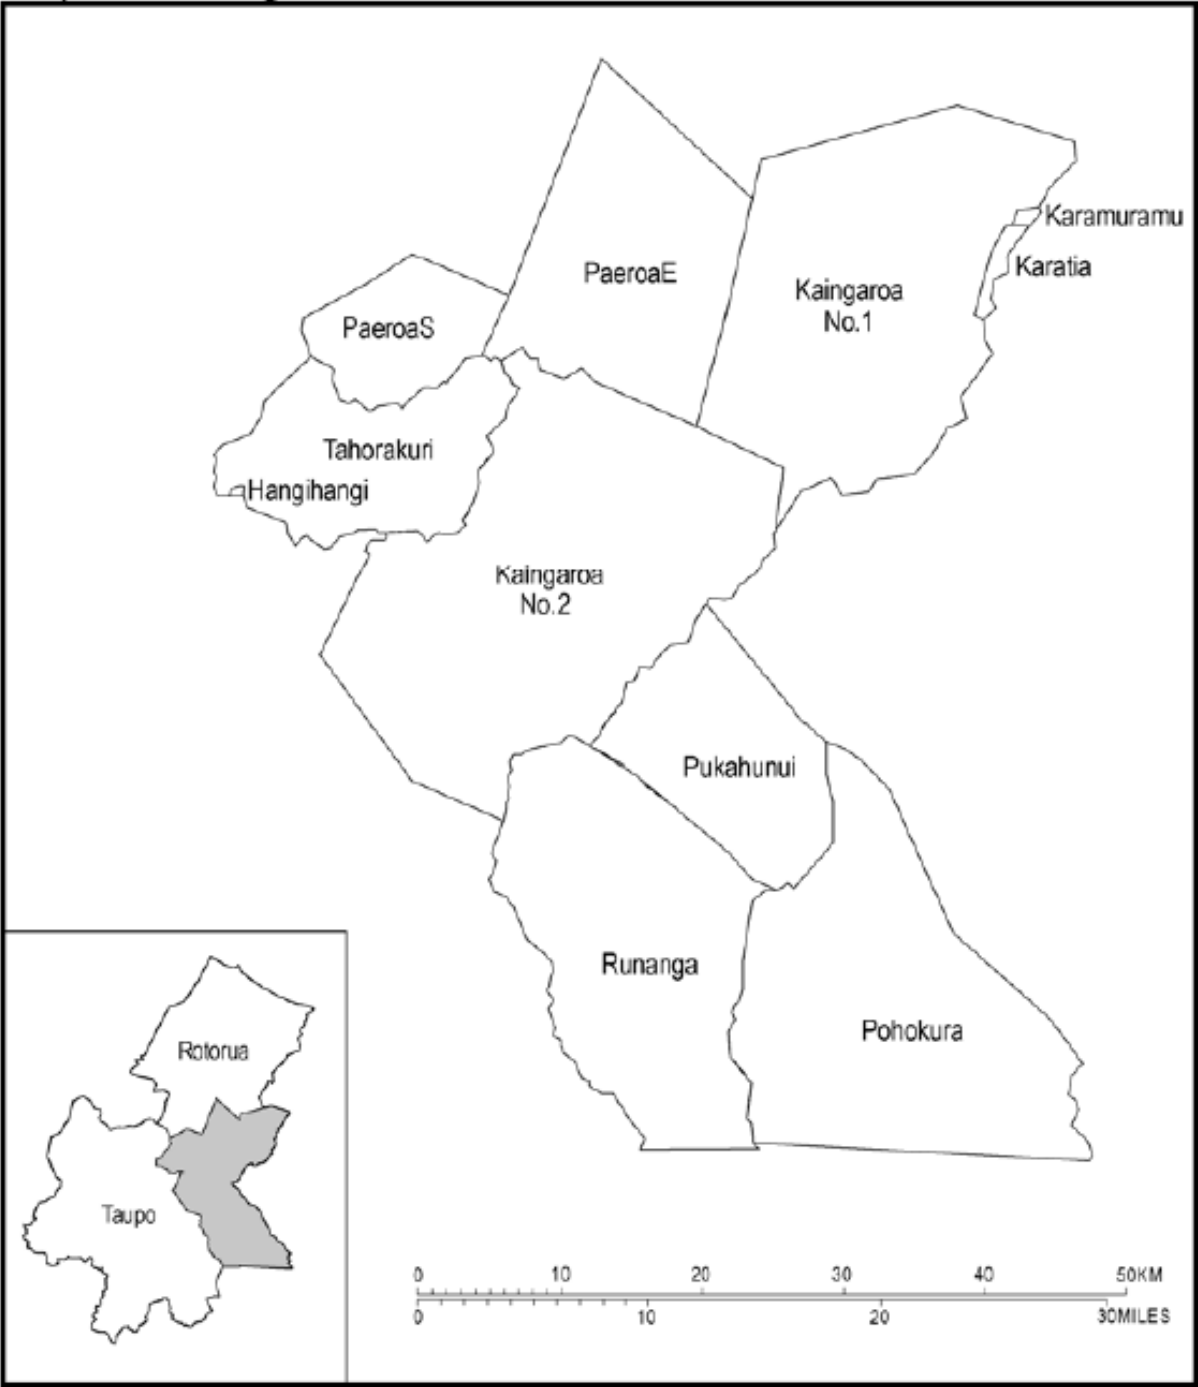 Karamuramu
PaeroaE
Karatia
Kaingaroa
No.1
PaeroaS
Tahorakuri
Hangihangi
Kaingaroa
No.2
Pukahunui
Runanga
Pohokura
Rotorua
Taupo
0 10 20 30 40 50KM
0 10 20 30MILES